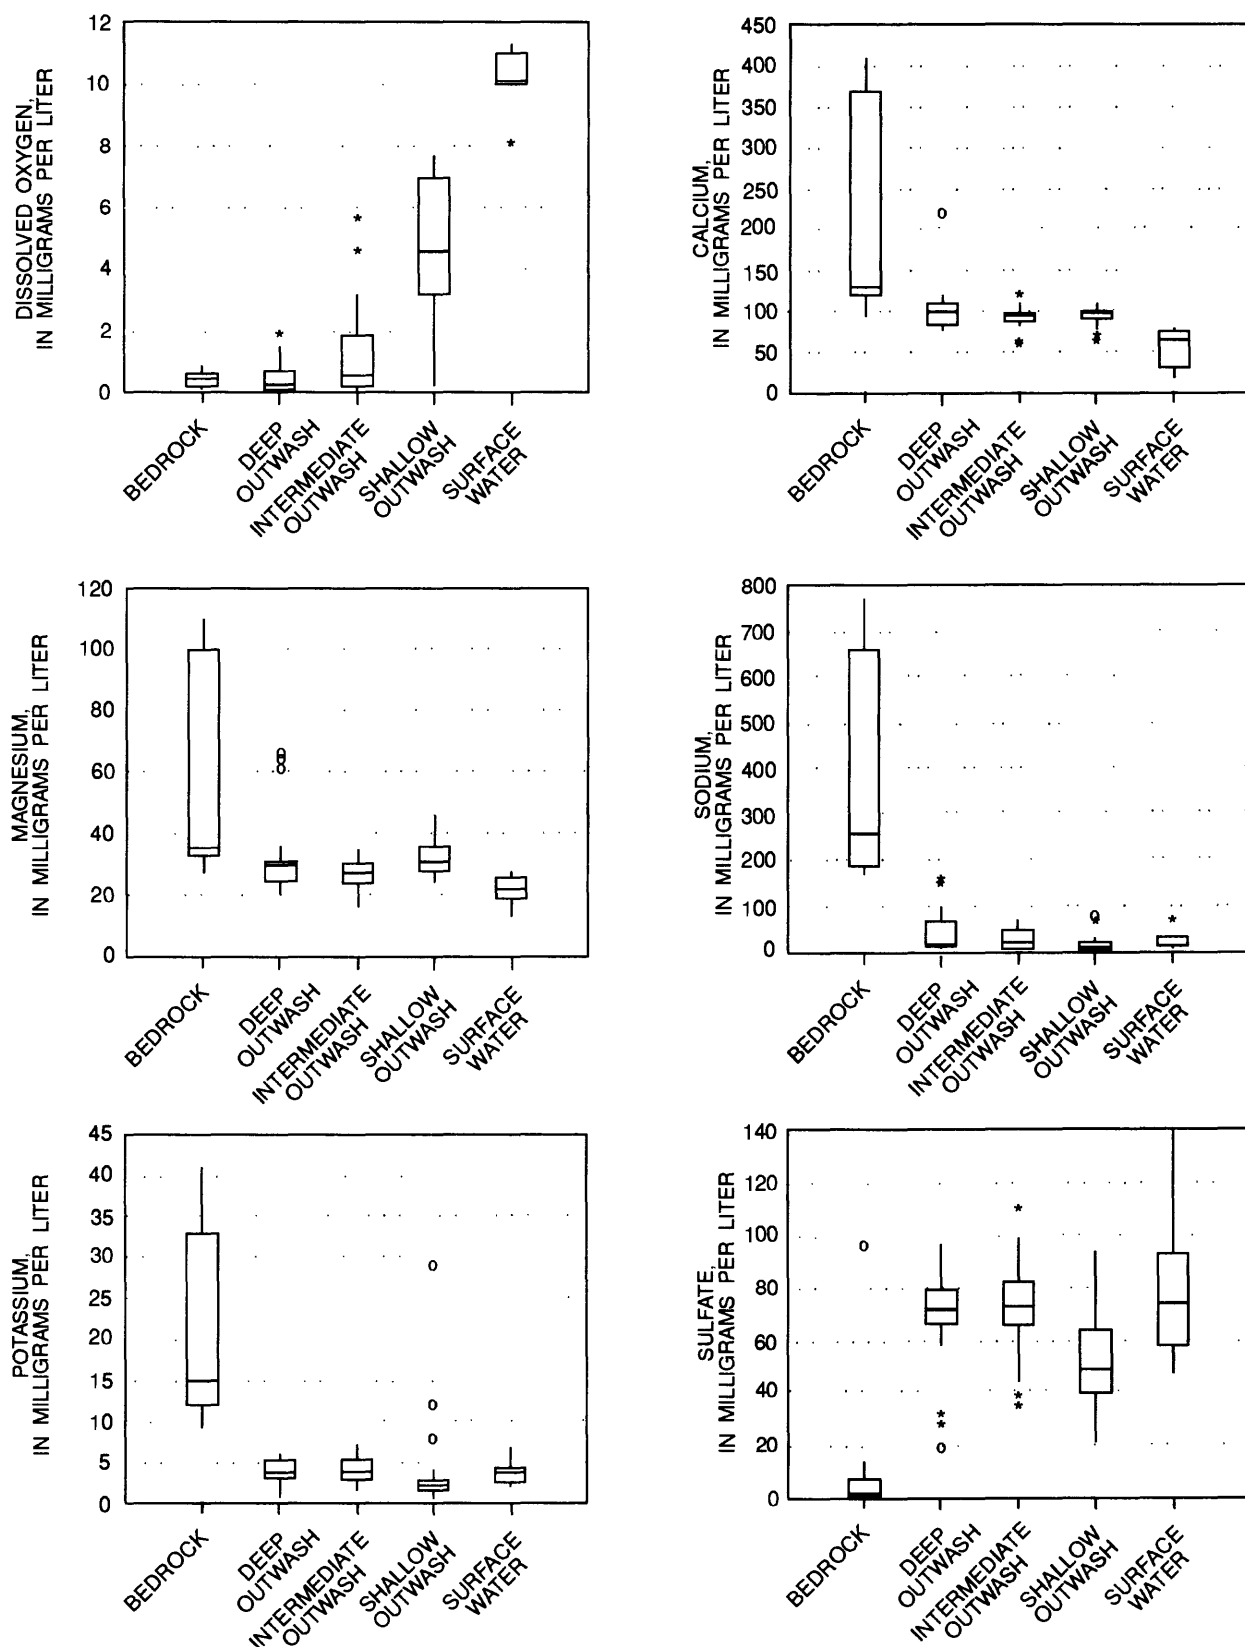 DISSOLVED OXYGEN,
IN MILLIGRAMS PER LITER
12
10
8
6
4
2
0
BEDROCK
DEEP
OUTWASH
INTERMEDIATE
OUTWASH
SHALLOW
OUTWASH
SURFACE
WATER
CALCIUM,
IN MILLIGRAMS PER LITER
450
400
350
300
250
200
150
100
50
0
BEDROCK
DEEP
OUTWASH
INTERMEDIATE
OUTWASH
SHALLOW
OUTWASH
SURFACE
WATER
MAGNESIUM,
IN MILLIGRAMS PER LITER
120
100
80
60
40
20
0
BEDROCK
DEEP
OUTWASH
INTERMEDIATE
OUTWASH
SHALLOW
OUTWASH
SURFACE
WATER
SODIUM,
IN MILLIGRAMS PER LITER
800
700
600
500
400
300
200
100
0
BEDROCK
DEEP
OUTWASH
INTERMEDIATE
OUTWASH
SHALLOW
OUTWASH
SURFACE
WATER
POTASSIUM,
IN MILLIGRAMS PER LITER
45
40
35
30
25
20
15
10
5
0
BEDROCK
DEEP
OUTWASH
INTERMEDIATE
OUTWASH
SHALLOW
OUTWASH
SURFACE
WATER
SULFATE,
IN MILLIGRAMS PER LITER
140
120
100
80
60
40
20
0
BEDROCK
DEEP
OUTWASH
INTERMEDIATE
OUTWASH
SHALLOW
OUTWASH
SURFACE
WATER